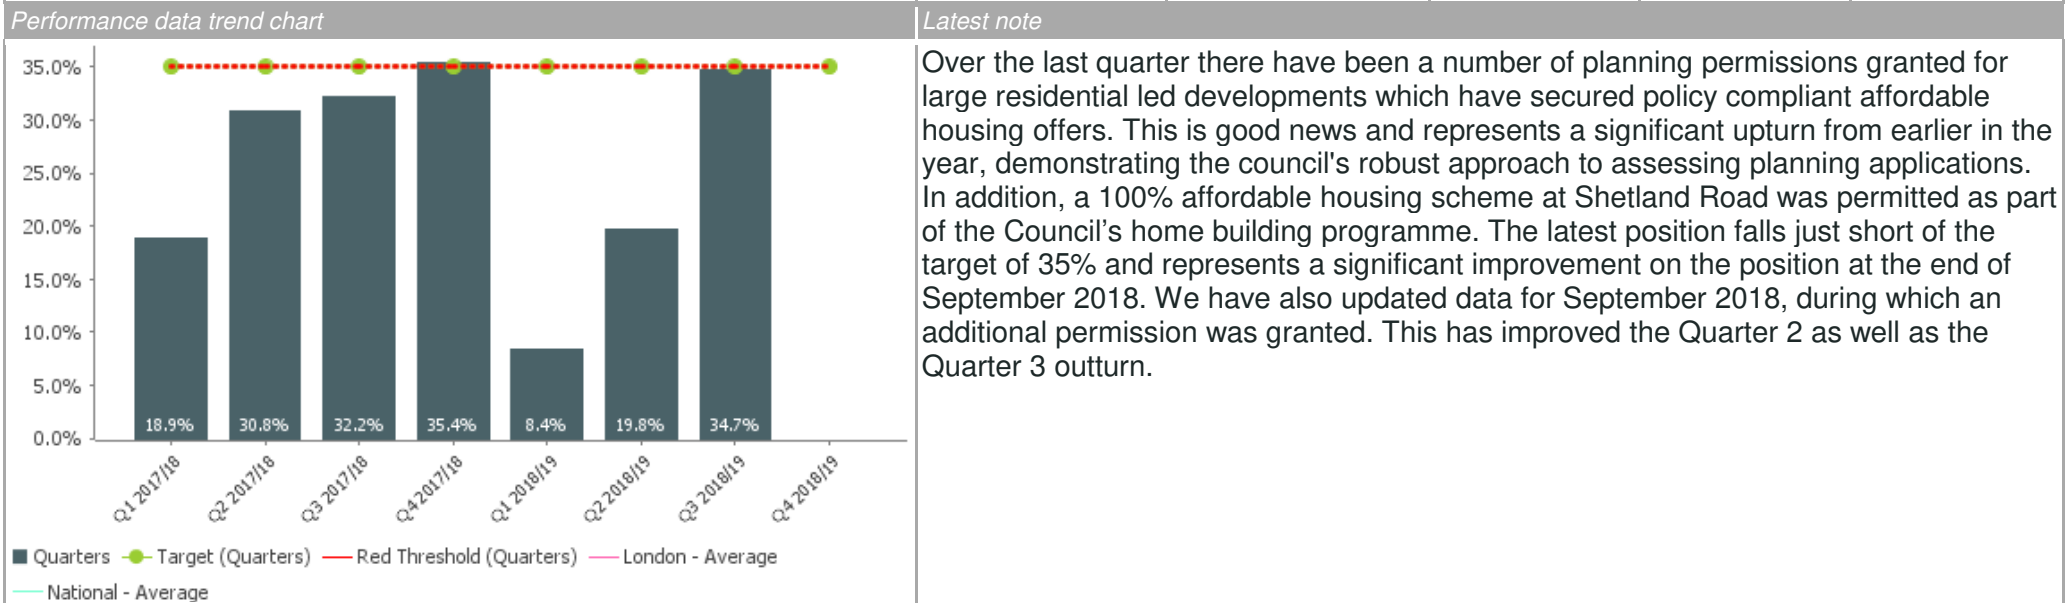 Performance data trend chart
Latest note
35.0%
30.0%
25.0%
20.0%
15.0%
10.0%
5.0%
0.0%
18.9%
30.8%
32.2%
35.4%
8.4%
19.8%
34.7%
Q1 2017/18
Q2 2017/18
Q3 2017/18
Q4 2017/18
Q1 2018/19
Q2 2018/19
Q3 2018/19
Q4 2018/19
Quarters Target (Quarters) Red Threshold (Quarters) London - Average
National - Average
Over the last quarter there have been a number of planning permissions granted for
large residential led developments which have secured policy compliant affordable
housing offers. This is good news and represents a significant upturn from earlier in the
year, demonstrating the council's robust approach to assessing planning applications.
In addition, a 100% affordable housing scheme at Shetland Road was permitted as part
of the Council’s home building programme. The latest position falls just short of the
target of 35% and represents a significant improvement on the position at the end of
September 2018. We have also updated data for September 2018, during which an
additional permission was granted. This has improved the Quarter 2 as well as the
Quarter 3 outturn.